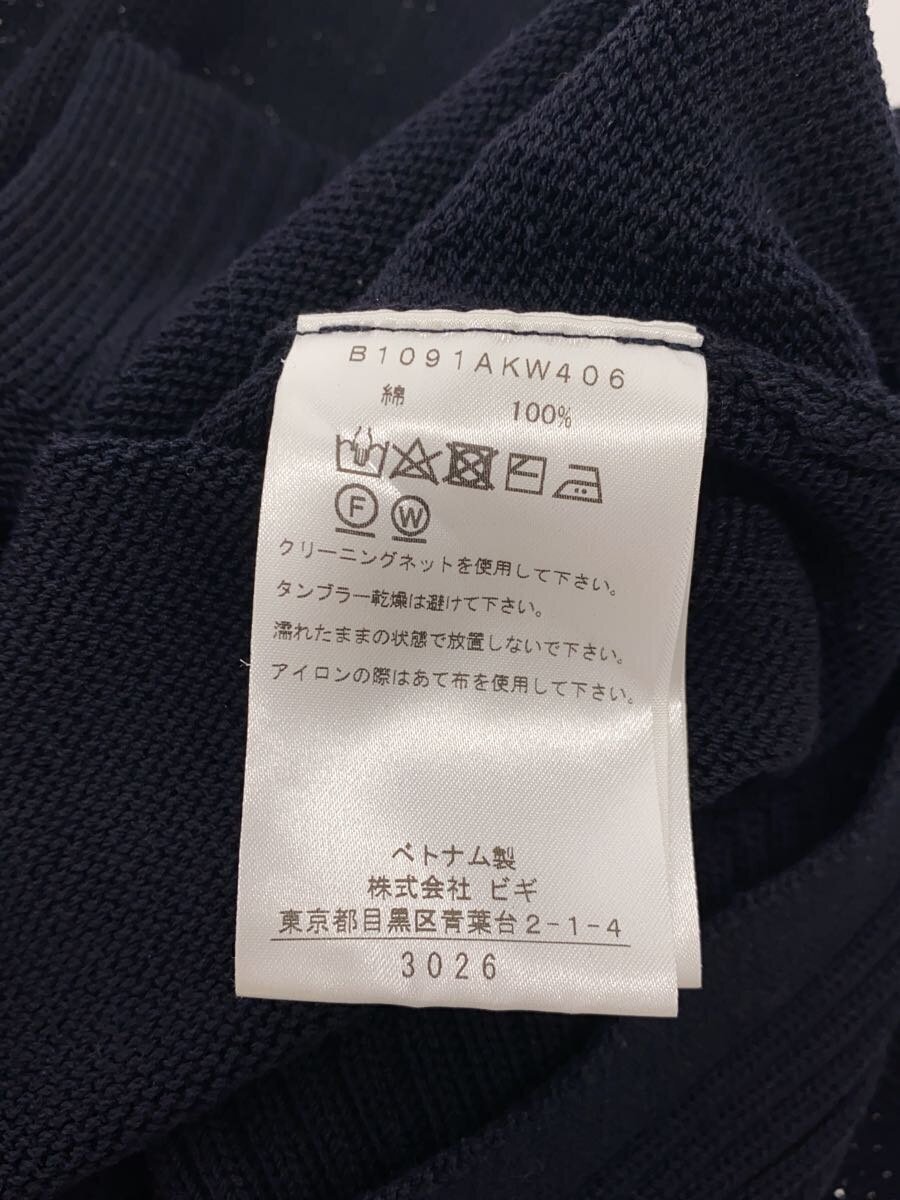 B1091AKW406
綿 100%
F W
クリーニングネットを使用して下さい。
タンブラー乾燥は避けて下さい。
濡れたままの状態で放置しないで下さい。
アイロンの際はあて布を使用して下さい。
ベトナム製
株式会社 ビギ
東京都目黒区青葉台2-1-4
3026